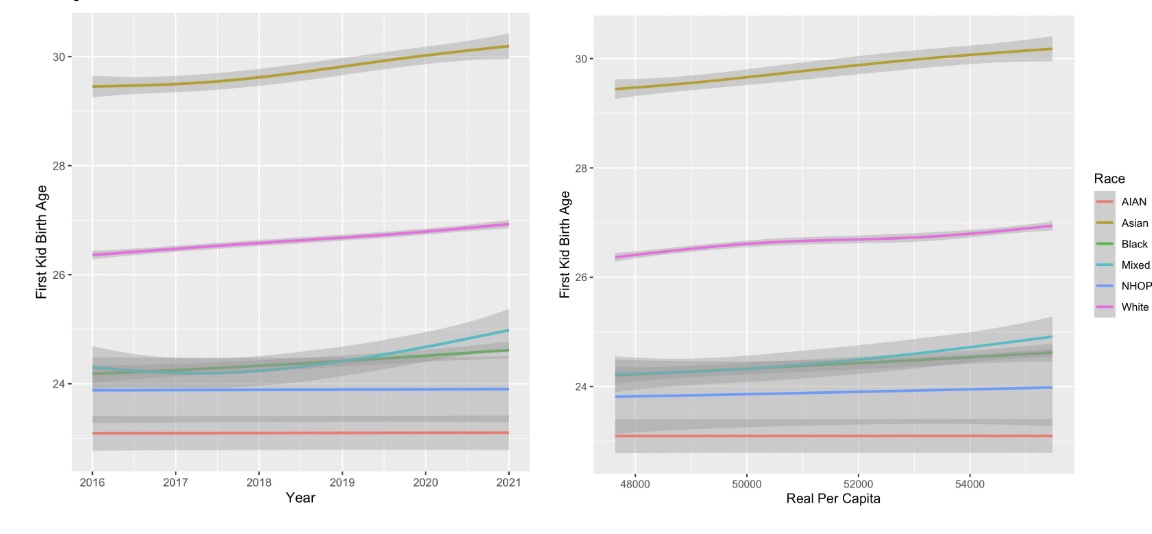 30
28
26
24
First Kid Birth Age
2016 2017 2018 2019 2020 2021
Year
30
28
26
24
First Kid Birth Age
48000 50000 52000 54000
Real Per Capita
Race
AIAN
Asian
Black
Mixed
NHOP
White